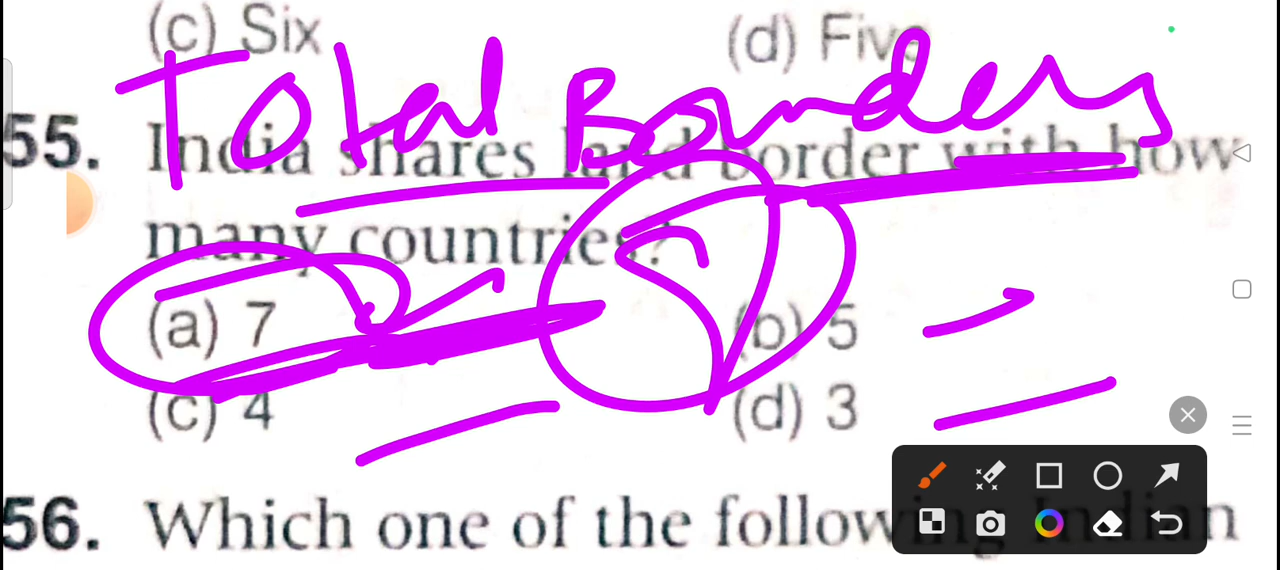 (c) Six (d) Five
Total Borders
55. India shares land border with how
many countries?
(a) 7 (b) 5
(c) 4 (d) 3
56. Which one of the following Indian